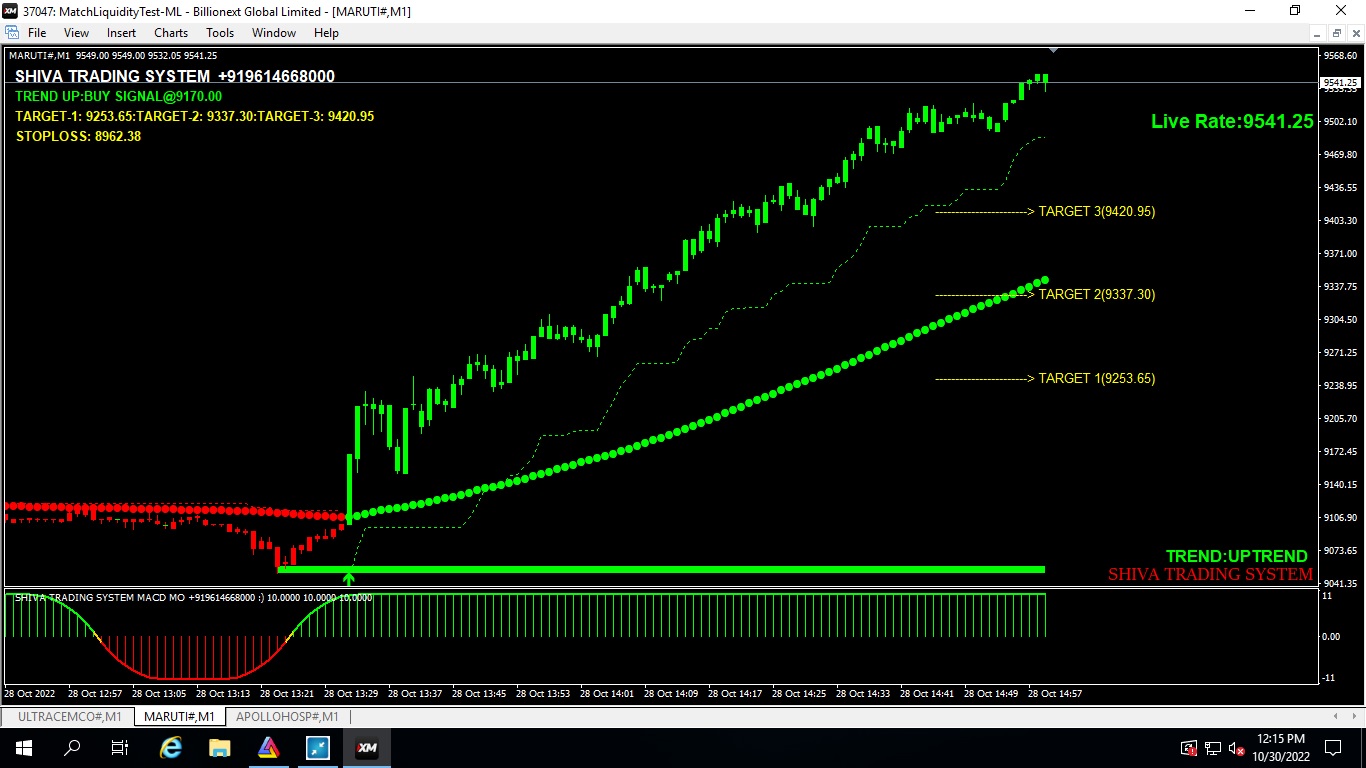 37047: MatchLiquidityTest-ML - Billionext Global Limited - [MARUTI#,M1]
File View Insert Charts Tools Window Help
MARUTI#,M1 9549.00 9549.00 9532.05 9541.25
SHIVA TRADING SYSTEM +919614668000
TREND UP:BUY SIGNAL@9170.00
TARGET-1: 9253.65:TARGET-2: 9337.30:TARGET-3: 9420.95
STOPLOSS: 8962.38
Live Rate:9541.25
TARGET 3(9420.95)
TARGET 2(9337.30)
TARGET 1(9253.65)
TREND:UPTREND
SHIVA TRADING SYSTEM
9568.60
9541.25
9502.10
9469.80
9436.55
9403.30
9371.00
9337.75
9304.50
9271.25
9238.95
9205.70
9172.45
9140.15
9106.90
9073.65
9041.35
SHIVA TRADING SYSTEM MACD MO +919614668000 :) 10.0000 10.0000 10.0000
11
0.00
-11
28 Oct 2022 28 Oct 12:57 28 Oct 13:05 28 Oct 13:13 28 Oct 13:21 28 Oct 13:29 28 Oct 13:37 28 Oct 13:45 28 Oct 13:53 28 Oct 14:01 28 Oct 14:09 28 Oct 14:17 28 Oct 14:25 28 Oct 14:33 28 Oct 14:41 28 Oct 14:49 28 Oct 14:57
ULTRACEMCO#,M1 MARUTI#,M1 APOLLOHOSP#,M1
XM
12:15 PM
10/30/2022